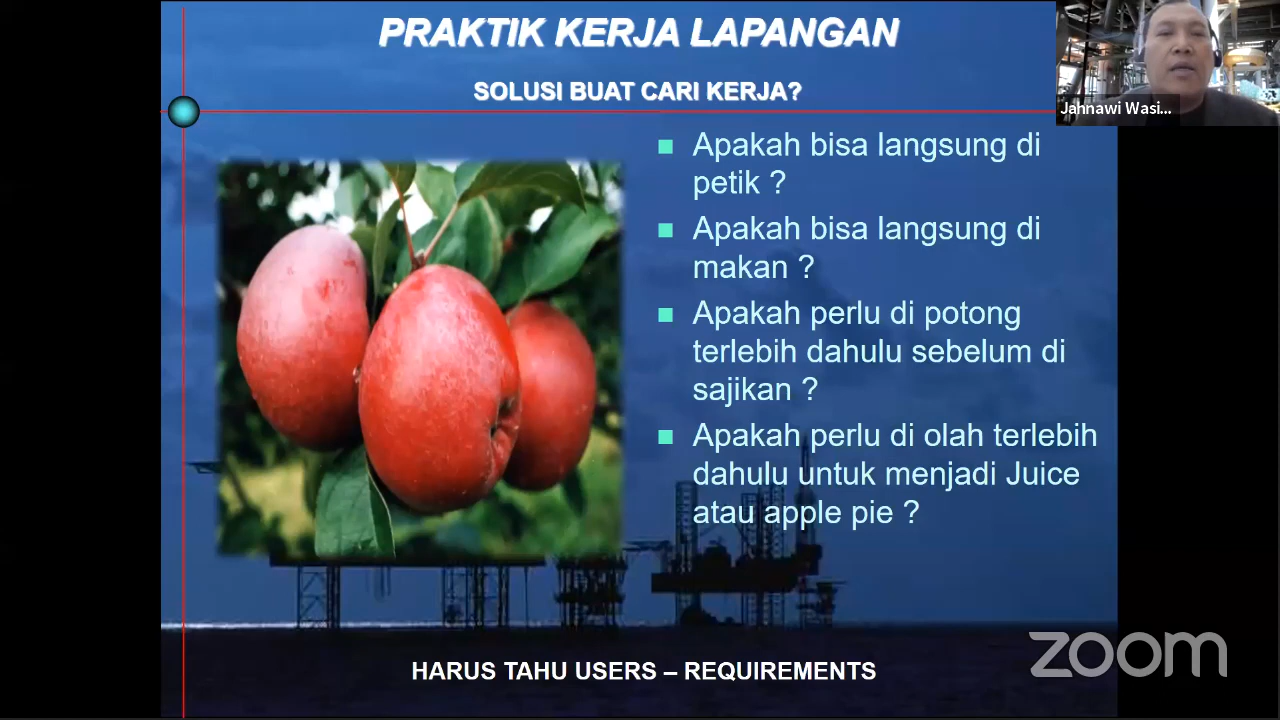 PRAKTIK KERJA LAPANGAN
SOLUSI BUAT CARI KERJA?
Jahnawi Wasi...
Apakah bisa langsung di
petik ?
Apakah bisa langsung di
makan ?
Apakah perlu di potong
terlebih dahulu sebelum di
sajikan ?
Apakah perlu di olah terlebih
dahulu untuk menjadi Juice
atau apple pie ?
HARUS TAHU USERS – REQUIREMENTS
zoom